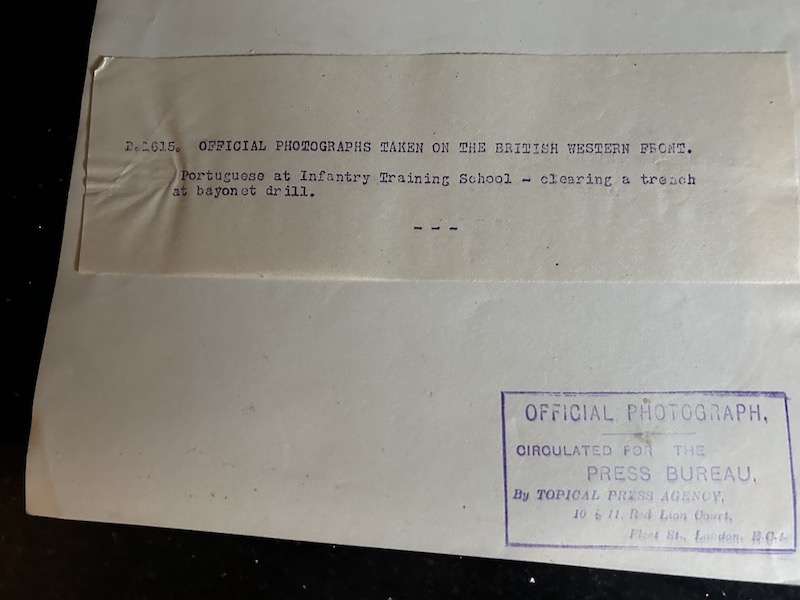 D.1615. OFFICIAL PHOTOGRAPHS TAKEN ON THE BRITISH WESTERN FRONT.
Portuguese at Infantry Training School - clearing a trench
at bayonet drill.
- - -
OFFICIAL PHOTOGRAPH,
CIRCULATED FOR THE
PRESS BUREAU,
By TOPICAL PRESS AGENCY,
10 & 11, Red Lion Court,
Fleet St., London, E.C.4.